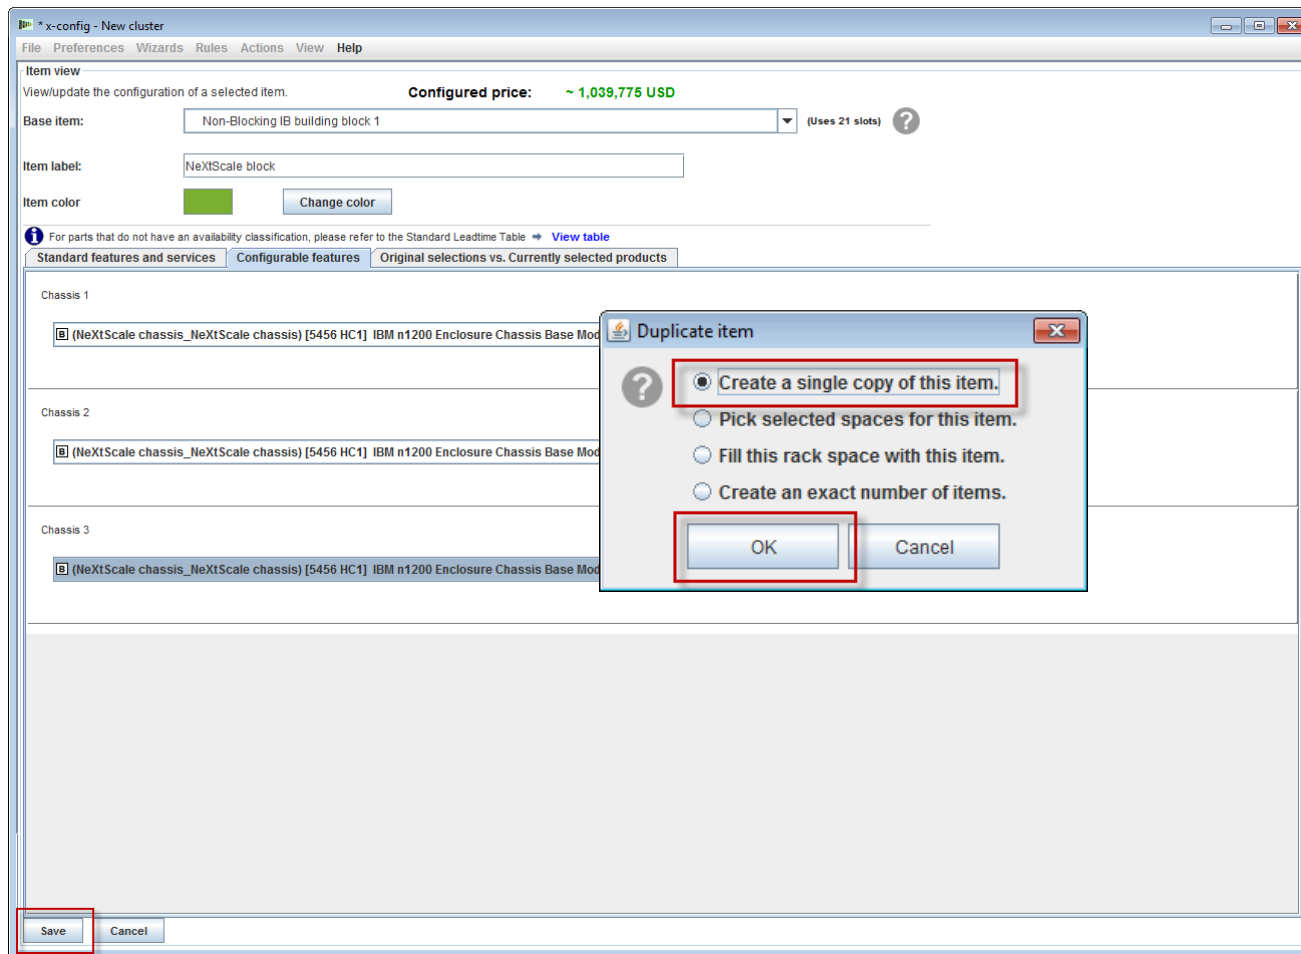 * x-config - New cluster
File Preferences Wizards Rules Actions View Help
Item view
View/update the configuration of a selected item. Configured price: ~ 1,039,775 USD
Base item: Non-Blocking IB building block 1 (Uses 21 slots) ?
Item label: NeXtScale block
Item color Change color
i For parts that do not have an availability classification, please refer to the Standard Leadtime Table ➡ View table
Standard features and services Configurable features Original selections vs. Currently selected products
Chassis 1
B (NeXtScale chassis_NeXtScale chassis) [5456 HC1] IBM n1200 Enclosure Chassis Base Mod
Chassis 2
B (NeXtScale chassis_NeXtScale chassis) [5456 HC1] IBM n1200 Enclosure Chassis Base Mod
Chassis 3
B (NeXtScale chassis_NeXtScale chassis) [5456 HC1] IBM n1200 Enclosure Chassis Base Mod
Duplicate item
? Create a single copy of this item.
Pick selected spaces for this item.
Fill this rack space with this item.
Create an exact number of items.
OK Cancel
Save Cancel